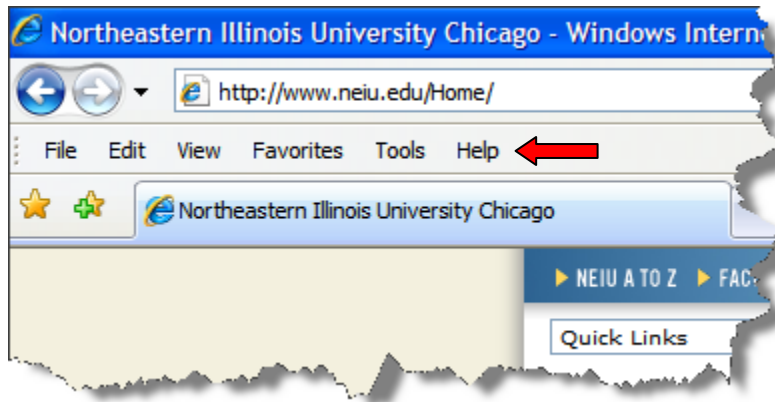 Northeastern Illinois University Chicago - Windows Intern
http://www.neiu.edu/Home/
File Edit View Favorites Tools Help
Northeastern Illinois University Chicago
NEIU A TO Z FAC
Quick Links